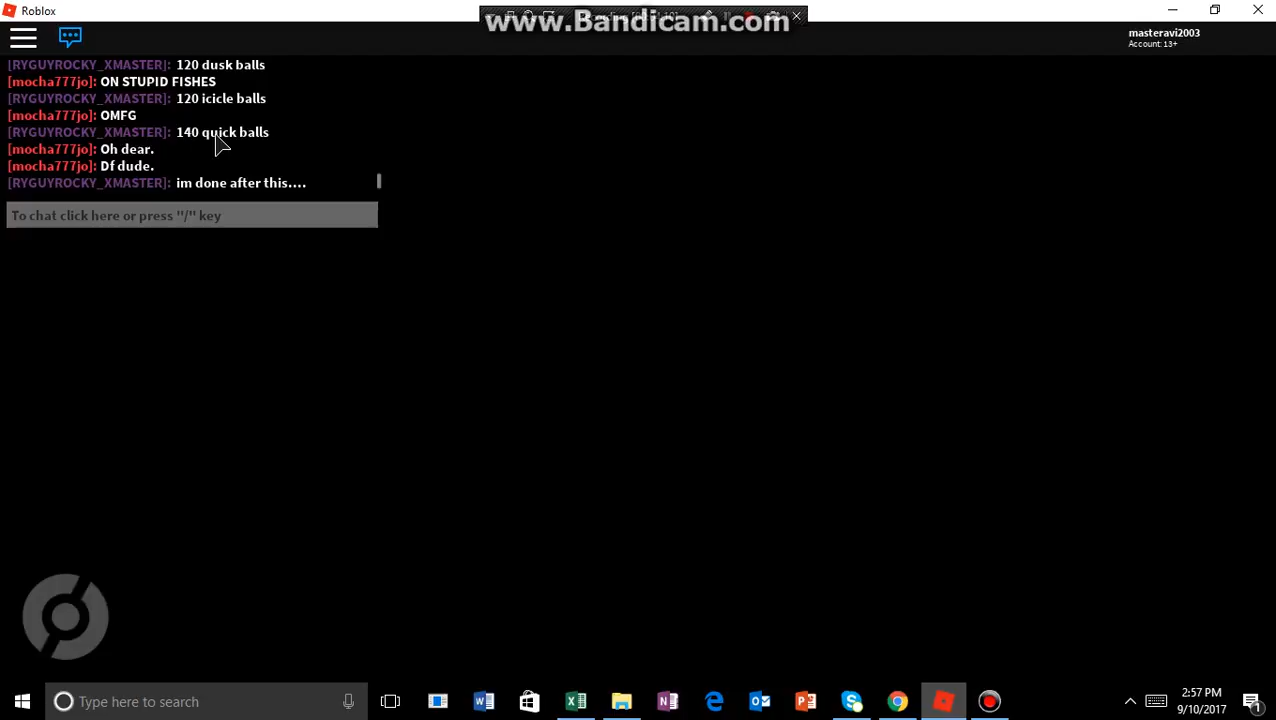 Roblox
www.Bandicam.com
masteravi2003
Account: 13+
[RYGUYROCKY_XMASTER]: 120 dusk balls
[mocha777jo]: ON STUPID FISHES
[RYGUYROCKY_XMASTER]: 120 icicle balls
[mocha777jo]: OMFG
[RYGUYROCKY_XMASTER]: 140 quick balls
[mocha777jo]: Oh dear.
[mocha777jo]: Df dude.
[RYGUYROCKY_XMASTER]: im done after this....
To chat click here or press "/" key
Type here to search
2:57 PM
9/10/2017